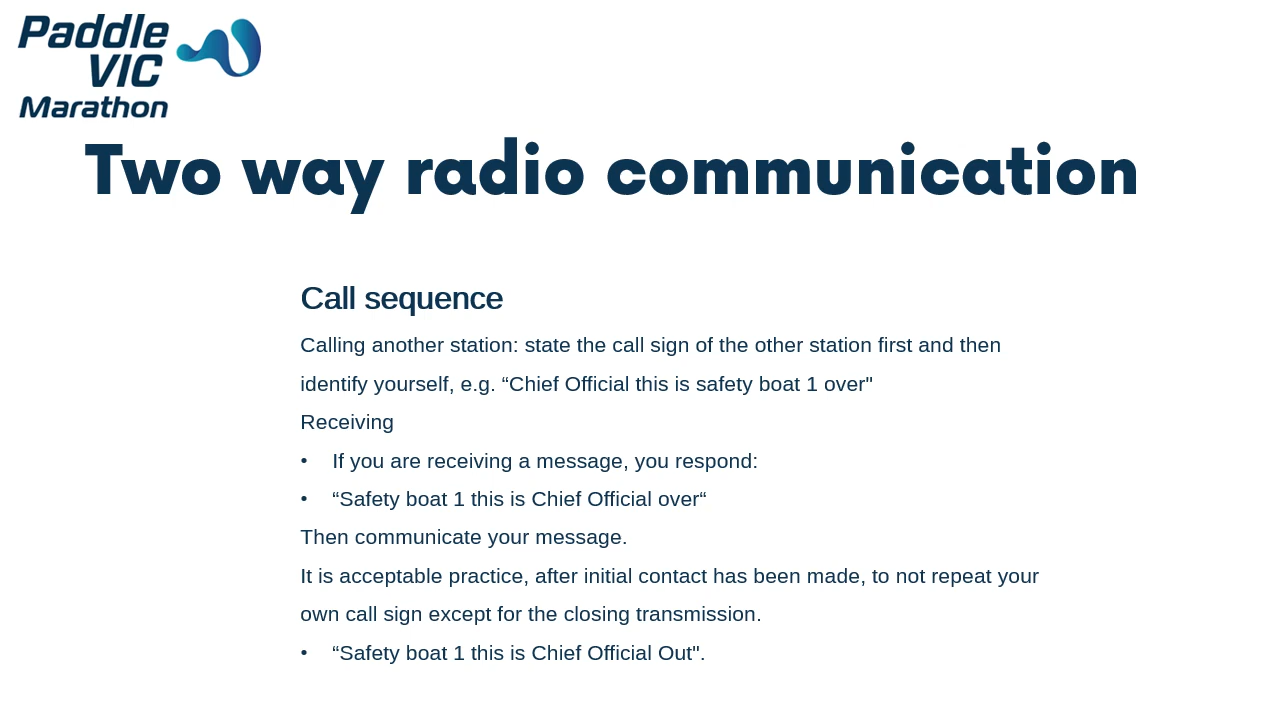 Paddle
VIC
Marathon
Two way radio communication
Call sequence
Calling another station: state the call sign of the other station first and then
identify yourself, e.g. “Chief Official this is safety boat 1 over"
Receiving
• If you are receiving a message, you respond:
• “Safety boat 1 this is Chief Official over“
Then communicate your message.
It is acceptable practice, after initial contact has been made, to not repeat your
own call sign except for the closing transmission.
• “Safety boat 1 this is Chief Official Out".